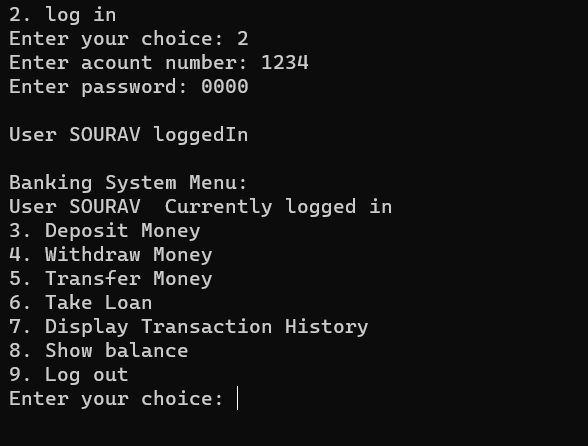 2. log in
Enter your choice: 2
Enter acount number: 1234
Enter password: 0000
User SOURAV loggedIn
Banking System Menu:
User SOURAV  Currently logged in
3. Deposit Money
4. Withdraw Money
5. Transfer Money
6. Take Loan
7. Display Transaction History
8. Show balance
9. Log out
Enter your choice: